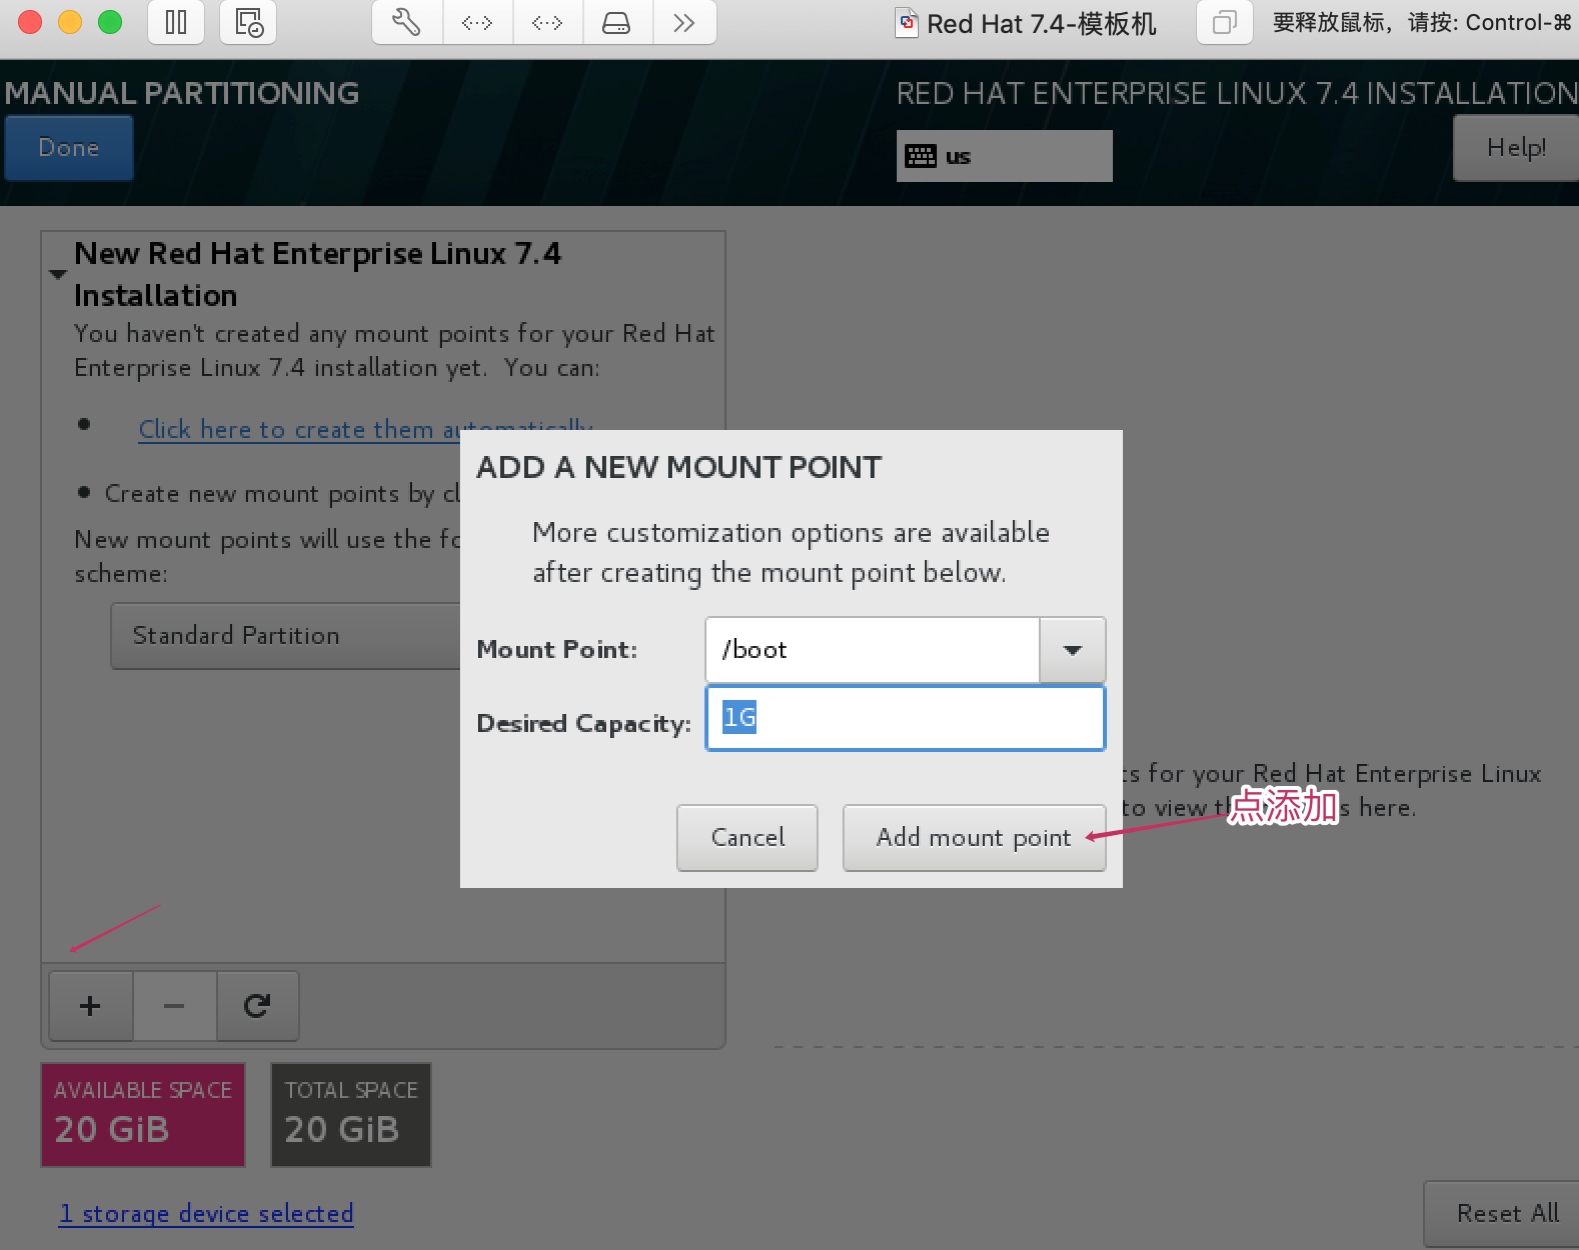 Red Hat 7.4-模板机
要释放鼠标，请按: Control-⌘
MANUAL PARTITIONING
RED HAT ENTERPRISE LINUX 7.4 INSTALLATION
Done
us
Help!
New Red Hat Enterprise Linux 7.4
Installation
You haven't created any mount points for your Red Hat
Enterprise Linux 7.4 installation yet.  You can:
Click here to create them automatically.
Create new mount points by cl
New mount points will use the fo
scheme:
Standard Partition
ADD A NEW MOUNT POINT
More customization options are available
after creating the mount point below.
Mount Point:
/boot
Desired Capacity:
1G
Cancel
Add mount point
ts for your Red Hat Enterprise Linux
to view th s here.
点添加
+
−
AVAILABLE SPACE
20 GiB
TOTAL SPACE
20 GiB
1 storage device selected
Reset All